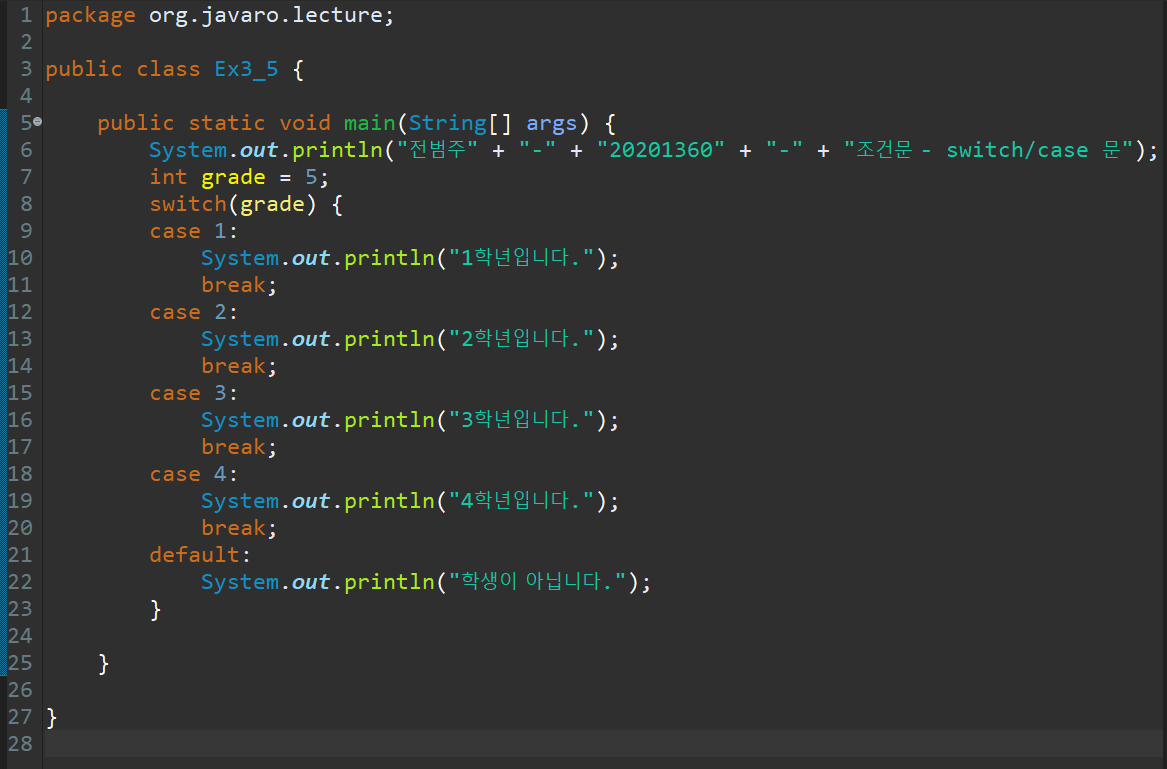 1 package org.javaro.lecture;
2
3 public class Ex3_5 {
4
5     public static void main(String[] args) {
6         System.out.println("전범주" + "-" + "20201360" + "-" + "조건문 - switch/case 문");
7         int grade = 5;
8         switch(grade) {
9         case 1:
10             System.out.println("1학년입니다.");
11             break;
12         case 2:
13             System.out.println("2학년입니다.");
14             break;
15         case 3:
16             System.out.println("3학년입니다.");
17             break;
18         case 4:
19             System.out.println("4학년입니다.");
20             break;
21         default:
22             System.out.println("학생이 아닙니다.");
23         }
24
25     }
26
27 }
28